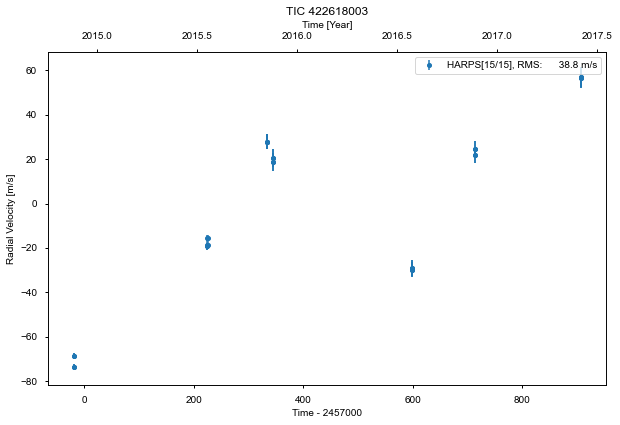 TIC 422618003
Time [Year]
2015.0 2015.5 2016.0 2016.5 2017.0 2017.5
HARPS[15/15], RMS: 38.8 m/s
60
40
20
0
−20
−40
−60
−80
Radial Velocity [m/s]
0 200 400 600 800
Time - 2457000